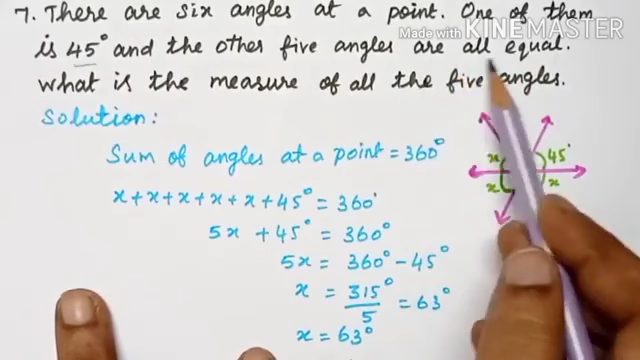 7. There are six angles at a point. One of them
Made with KINEMASTER
is 45° and the other five angles are all equal.
what is the measure of all the five angles.
Solution:
Sum of angles at a point = 360°
x+x+x+x+x+45° = 360°
5x + 45° = 360°
5x = 360° - 45°
x = 315°/5 = 63°
x = 63°
x 45°
x x